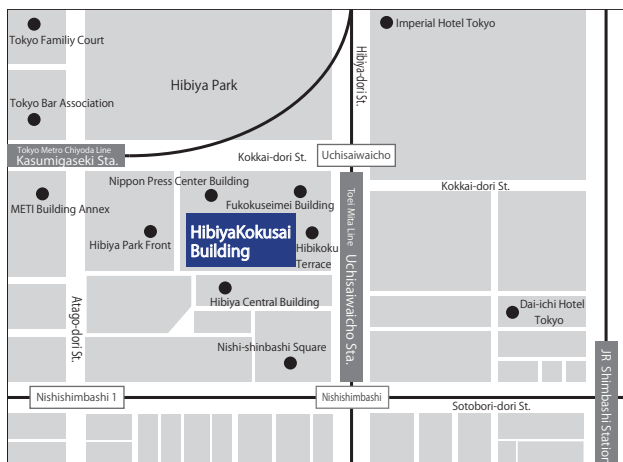 Imperial Hotel Tokyo
Tokyo Familiy Court
Hibiya-dori St.
Hibiya Park
Tokyo Bar Association
Tokyo Metro Chiyoda Line
Kasumigaseki Sta.
Kokkai-dori St.
Uchisaiwaicho
Nippon Press Center Building
Kokkai-dori St.
METI Building Annex
Fukokuseimei Building
Toei Mita Line
Uchisaiwaicho Sta.
HibiyaKokusai
Building
Hibiya Park Front
Hibikoku
Terrace
Hibiya Central Building
Atago-dori St.
Dai-ichi Hotel
Tokyo
Nishi-shinbashi Square
JR Shimbashi Station
Nishishimbashi 1
Nishishimbashi
Sotobori-dori St.